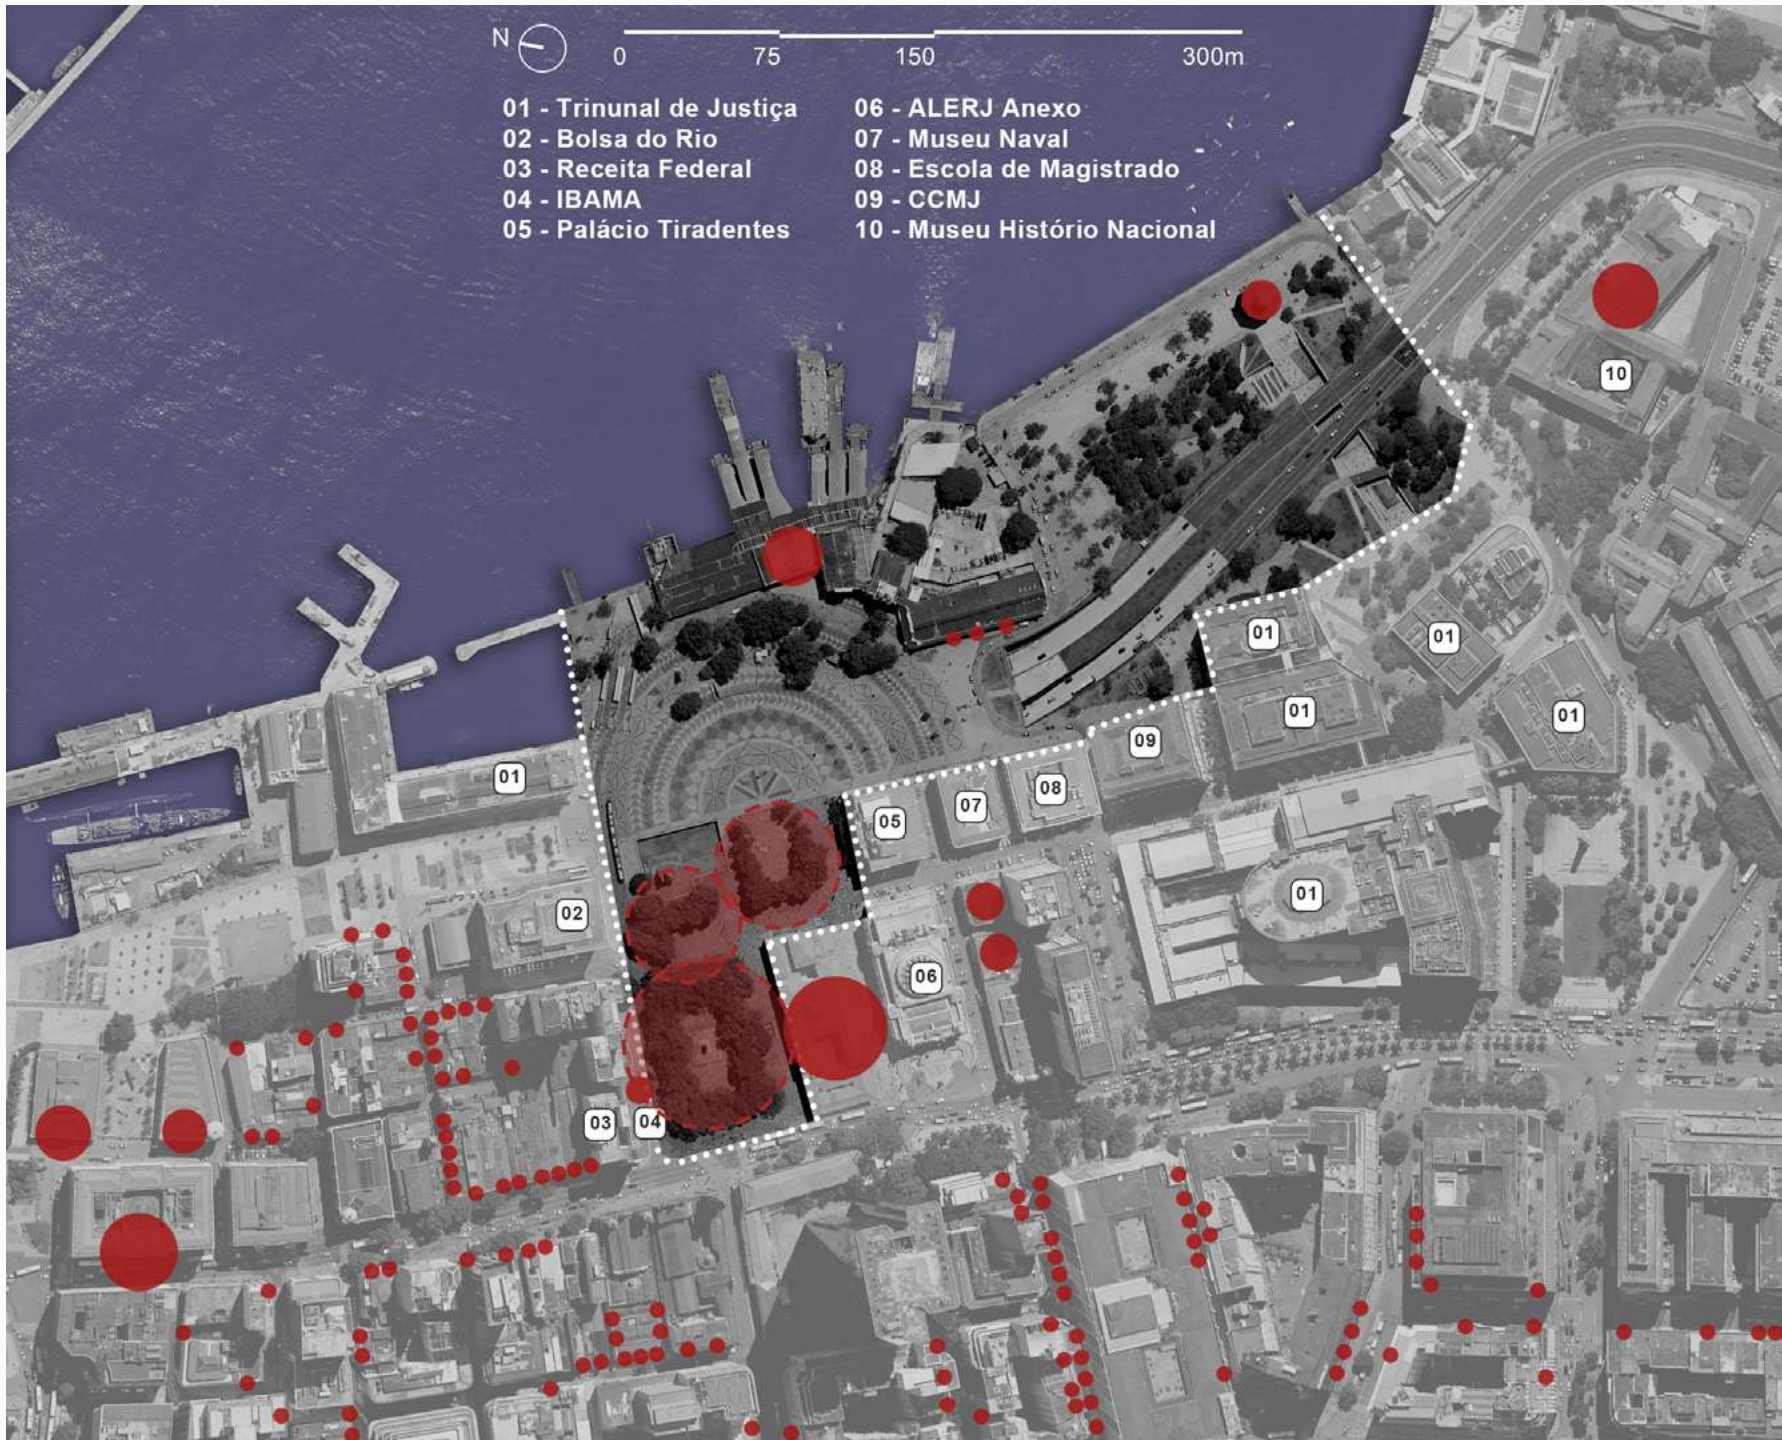 N
0 75 150 300m
01 - Trinunal de Justiça
02 - Bolsa do Rio
03 - Receita Federal
04 - IBAMA
05 - Palácio Tiradentes
06 - ALERJ Anexo
07 - Museu Naval
08 - Escola de Magistrado
09 - CCMJ
10 - Museu Histório Nacional
10
01
01
01
01
09
01
08
07
05
01
02
06
03
04